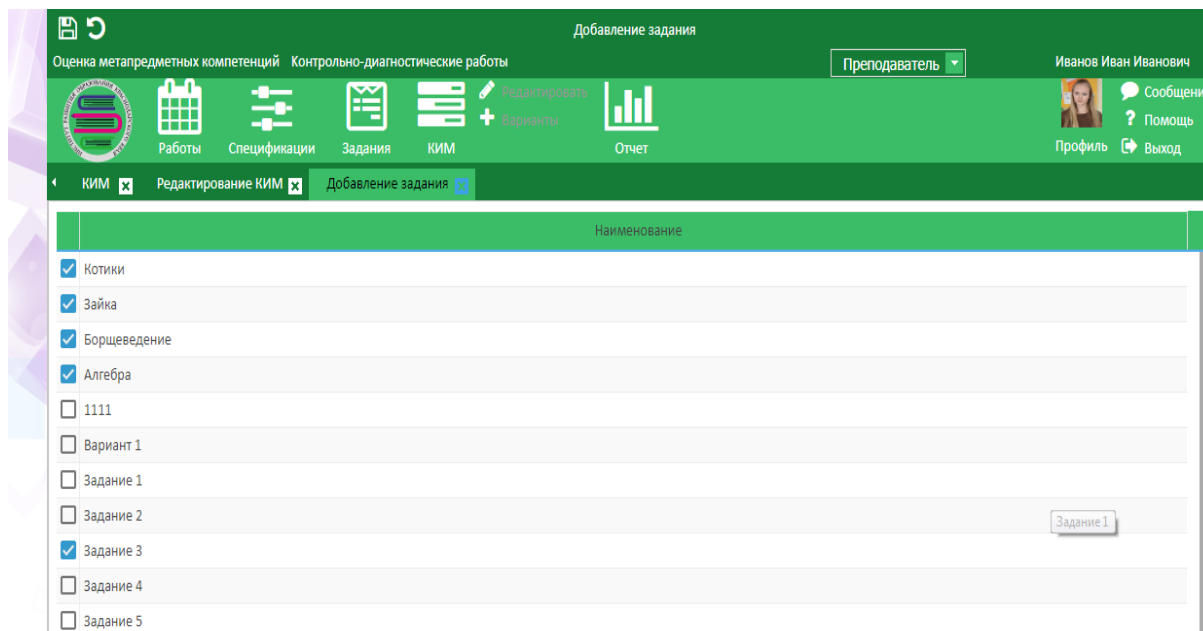 Добавление задания
Оценка метапредметных компетенций Контрольно-диагностические работы Преподаватель Иванов Иван Иванович
Редактировать Сообщени
Варианты ? Помощь
Работы Спецификации Задания КИМ Отчет Профиль Выход
КИМ Редактирование КИМ Добавление задания
Наименование
Котики
Зайка
Борщеведение
Алгебра
1111
Вариант 1
Задание 1
Задание 2
Задание 1
Задание 3
Задание 4
Задание 5